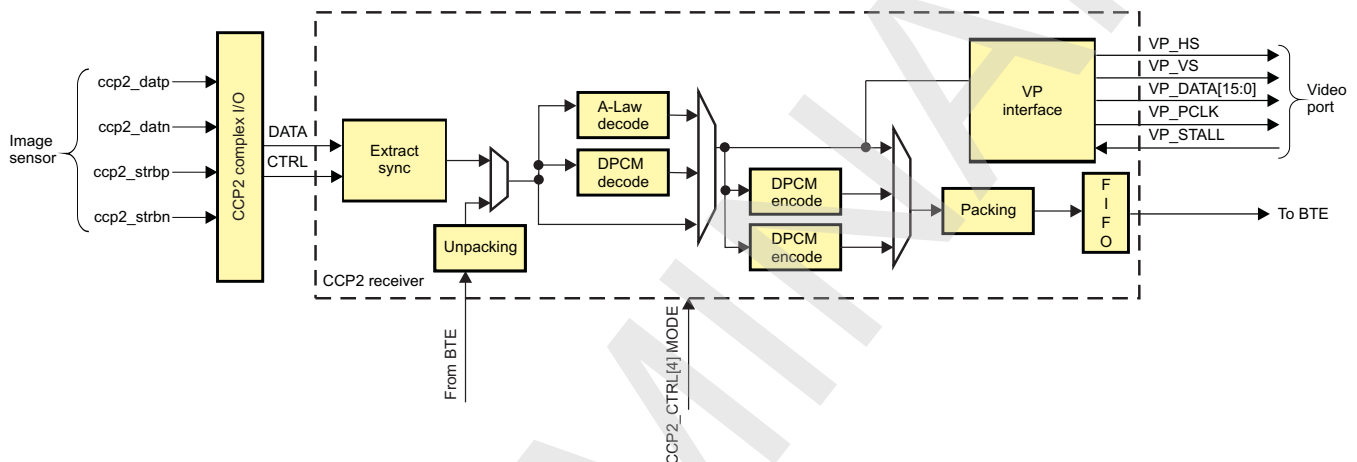 Image
sensor
ccp2_datp
ccp2_datn
ccp2_strbp
ccp2_strbn
CCP2 complex I/O
DATA
CTRL
Extract
sync
Unpacking
CCP2 receiver
From BTE
A-Law
decode
DPCM
decode
DPCM
encode
DPCM
encode
CCP2_CTRL[4] MODE
Packing
F
I
F
O
To BTE
VP
interface
VP_HS
VP_VS
VP_DATA[15:0]
VP_PCLK
VP_STALL
Video
port